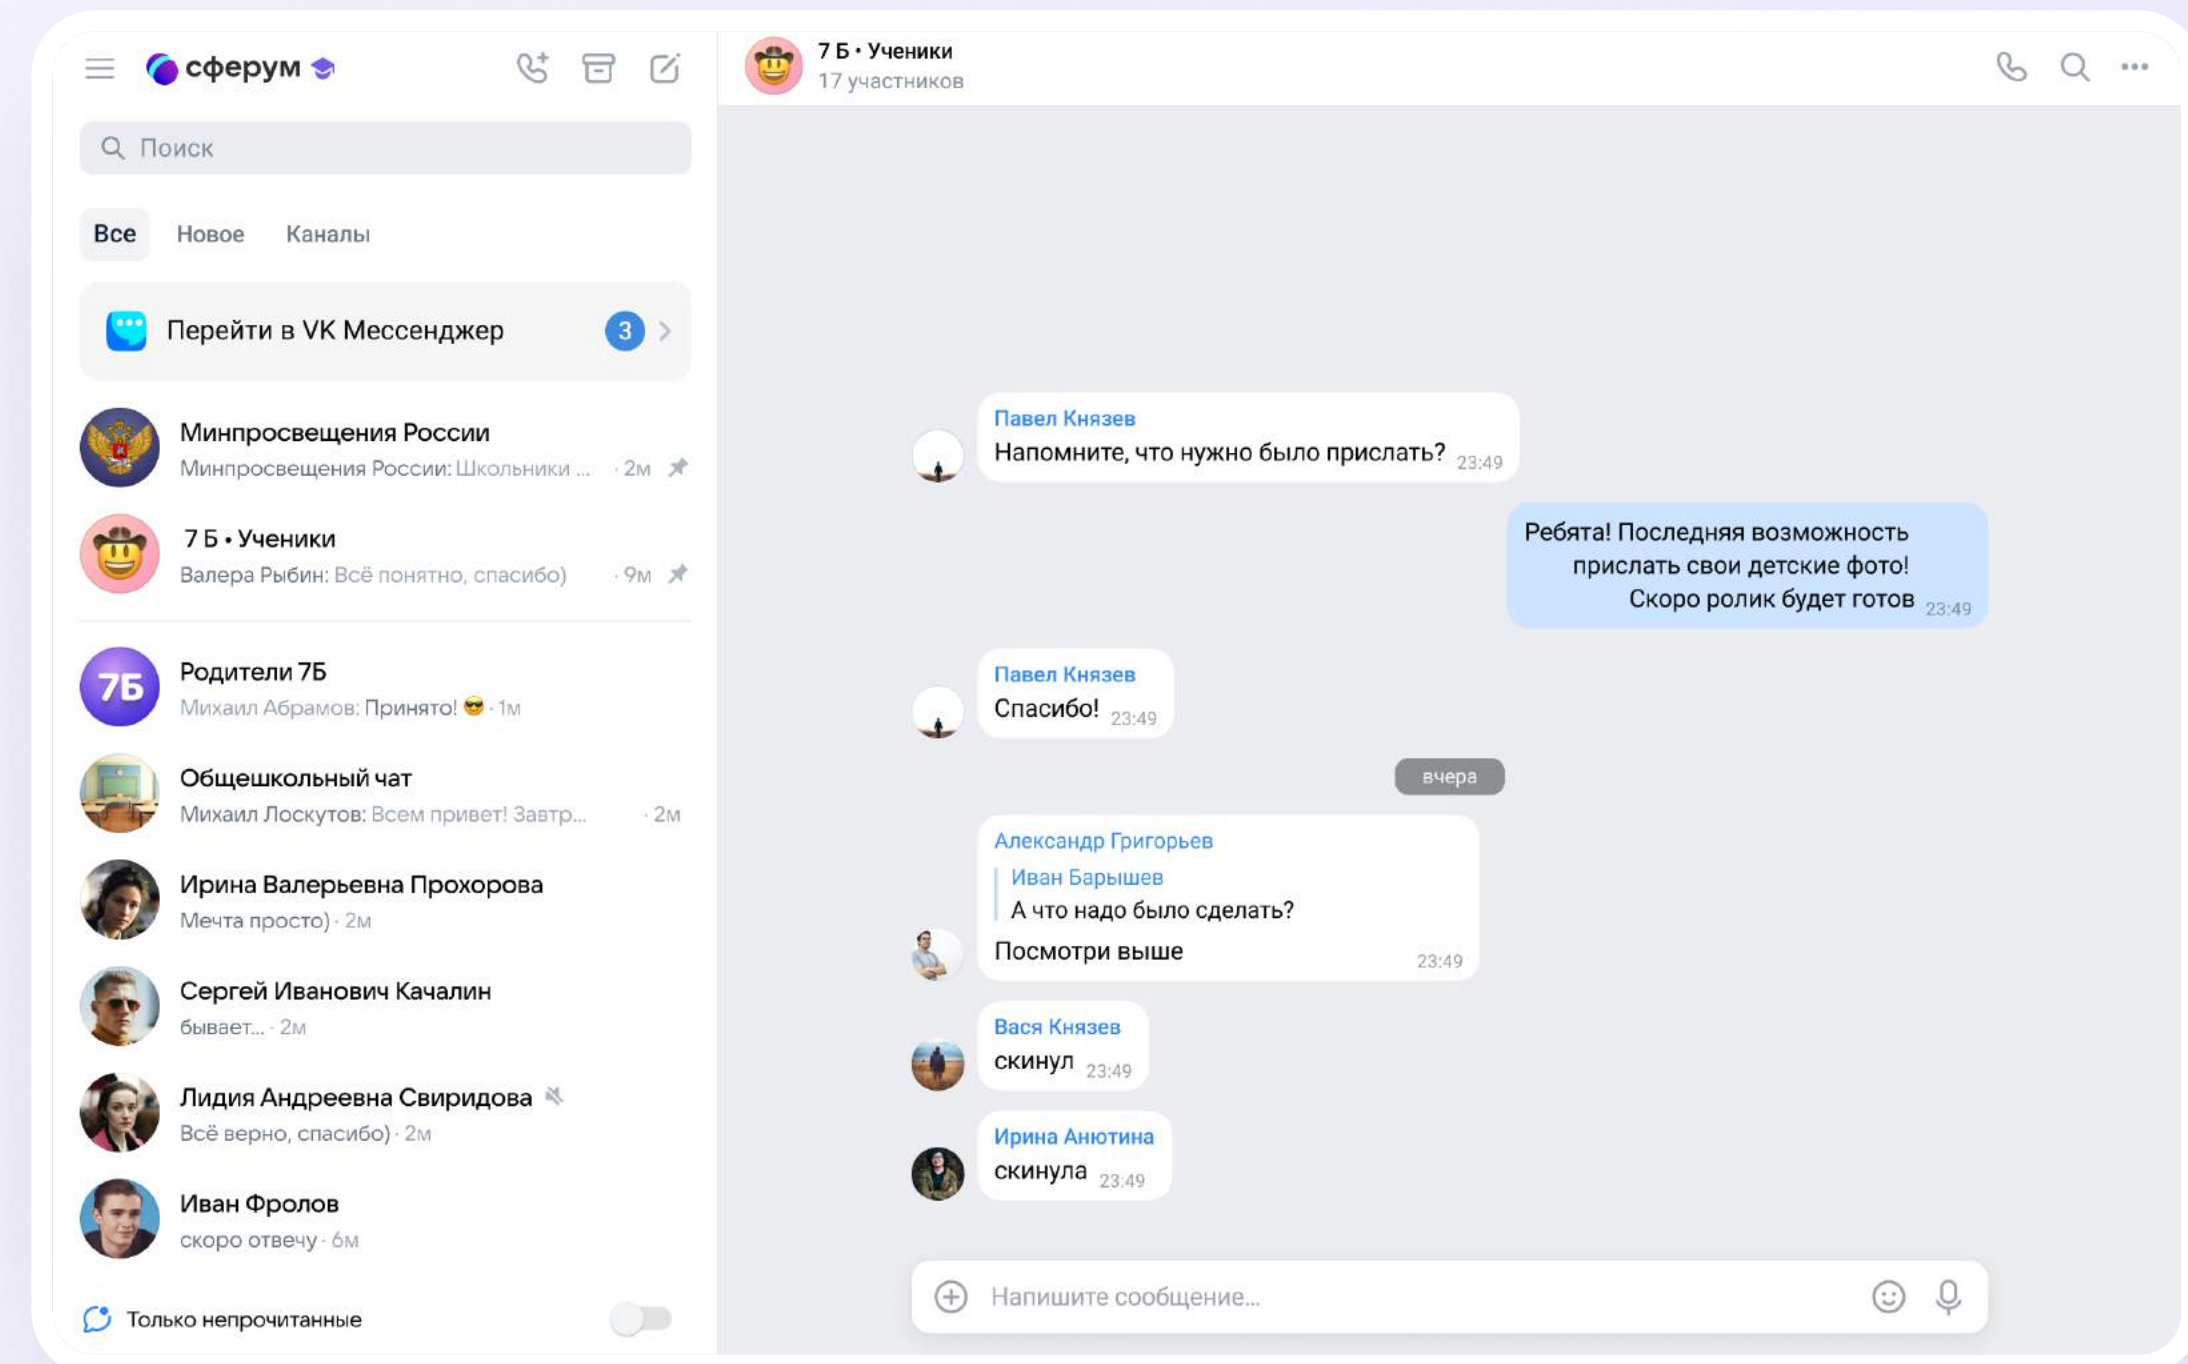 сферум
Поиск
Все Новое Каналы
Перейти в VK Мессенджер 3
Минпросвещения России
Минпросвещения России: Школьники ... · 2м
7 Б • Ученики
Валера Рыбин: Всё понятно, спасибо) · 9м
7Б
Родители 7Б
Михаил Абрамов: Принято! 😎 · 1м
Общешкольный чат
Михаил Лоскутов: Всем привет! Завтр... · 2м
Ирина Валерьевна Прохорова
Мечта просто) · 2м
Сергей Иванович Качалин
бывает... · 2м
Лидия Андреевна Свиридова
Всё верно, спасибо) · 2м
Иван Фролов
скоро отвечу · 6м
Только непрочитанные
7 Б • Ученики
17 участников
Павел Князев
Напомните, что нужно было прислать? 23:49
Ребята! Последняя возможность
прислать свои детские фото!
Скоро ролик будет готов 23:49
Павел Князев
Спасибо! 23:49
вчера
Александр Григорьев
Иван Барышев
А что надо было сделать?
Посмотри выше 23:49
Вася Князев
скинул 23:49
Ирина Анютина
скинула 23:49
Напишите сообщение...